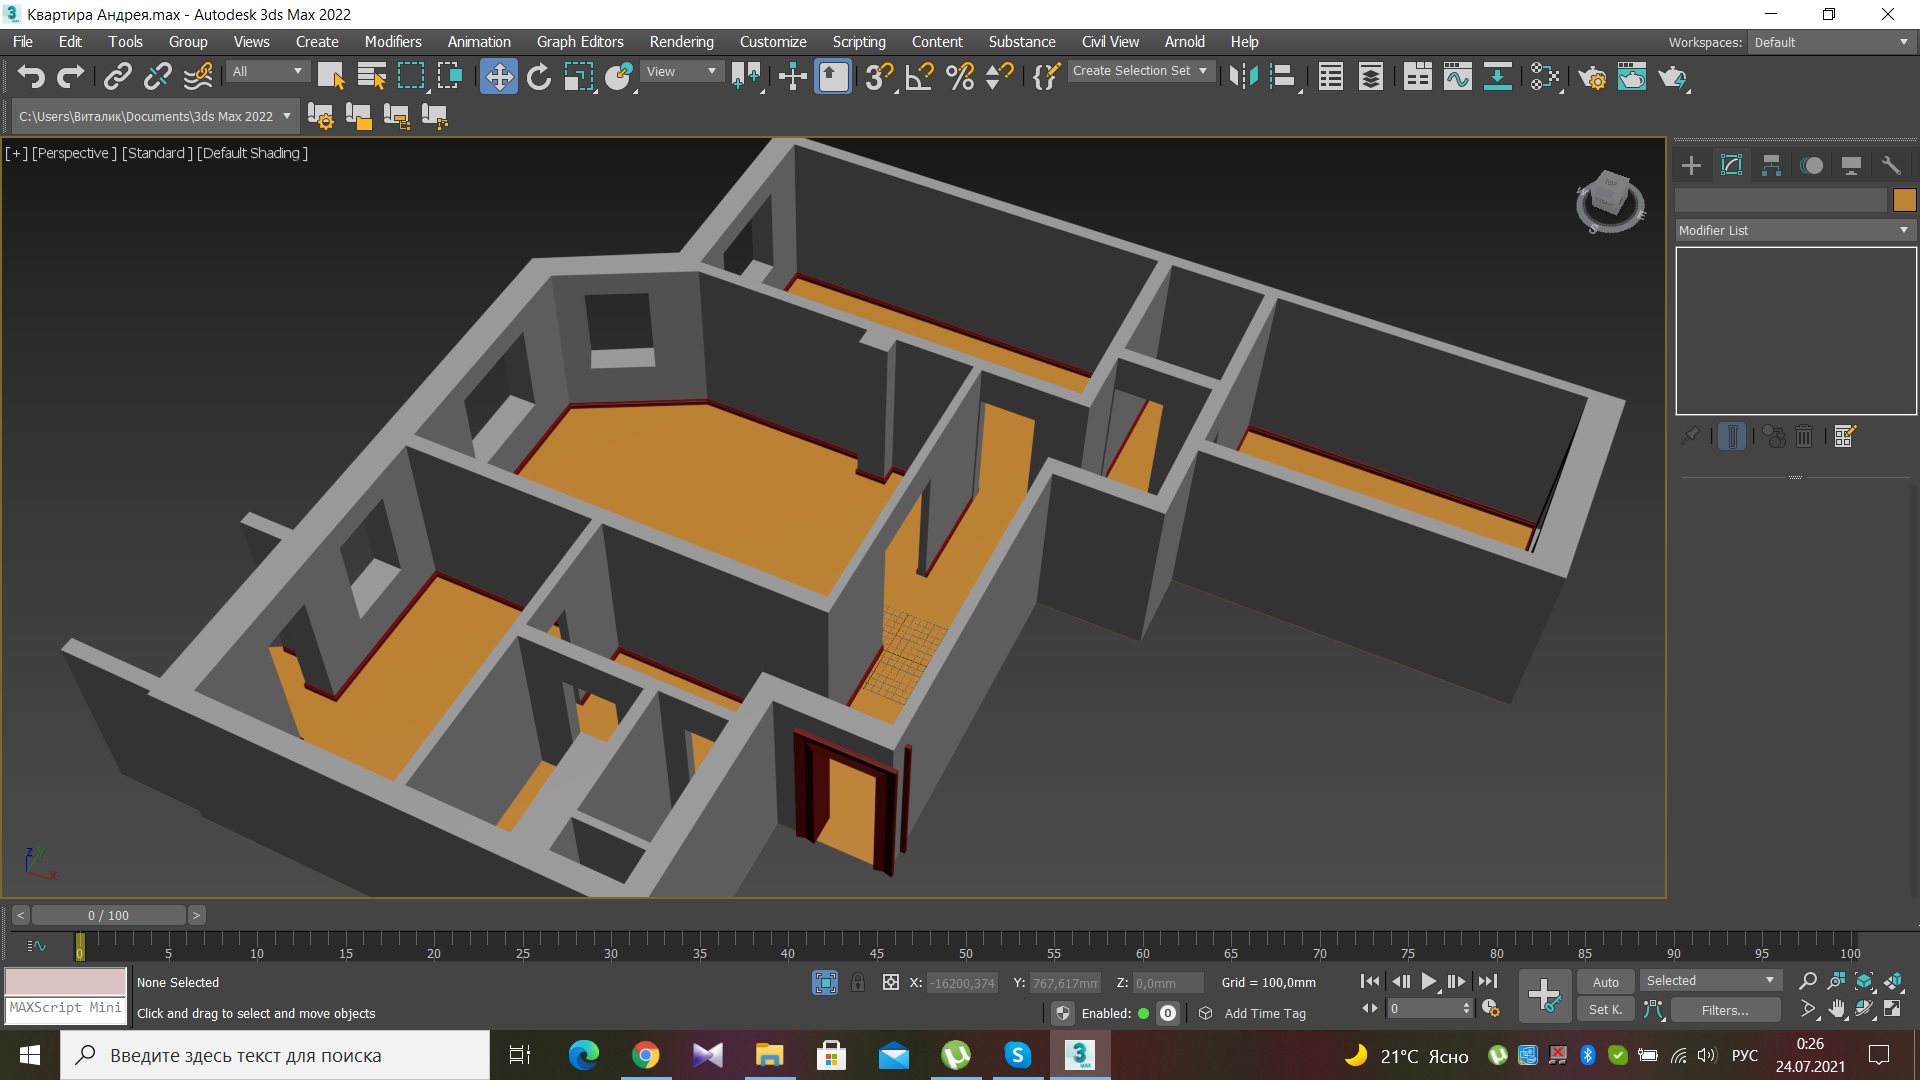 Квартира Андрея.max - Autodesk 3ds Max 2022
File Edit Tools Group Views Create Modifiers Animation Graph Editors Rendering Customize Scripting Content Substance Civil View Arnold Help Workspaces: Default
All View Create Selection Set
C:\Users\Виталик\Documents\3ds Max 2022
[+] [Perspective ] [Standard ] [Default Shading ]
Modifier List
0 / 100
0 5 10 15 20 25 30 35 40 45 50 55 60 65 70 75 80 85 90 95 100
None Selected X: -16200,374 Y: 767,617mm Z: 0,0mm Grid = 100,0mm Auto Selected
MAXScript Mini Click and drag to select and move objects Enabled: 0 Add Time Tag 0 Set K. Filters...
Введите здесь текст для поиска 21°C Ясно РУС 0:26
24.07.2021